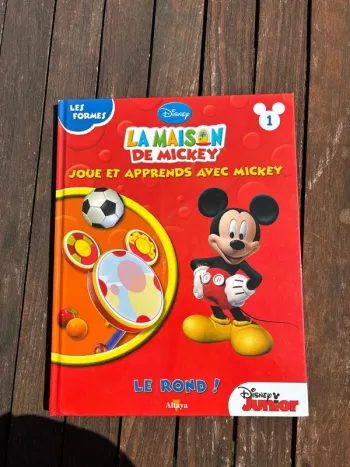 LES
FORMES
Disney
1
LA MAISON
DE MICKEY
JOUE ET APPRENDS AVEC MICKEY
LE ROND !
Altaya
Disney
Junior